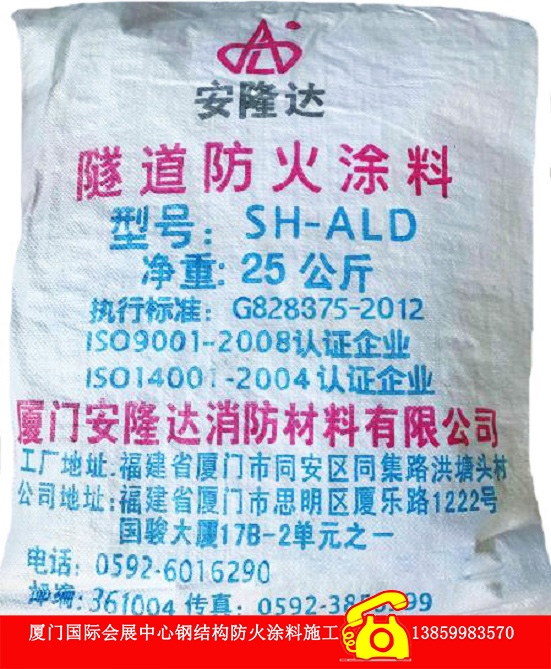 安隆达
隧道防火涂料
型号：SH-ALD
净重：25公斤
执行标准：G828375-2012
ISO9001-2008认证企业
ISO14001-2004认证企业
厦门安隆达消防材料有限公司
工厂地址：福建省厦门市同安区同集路洪塘头村
公司地址：福建省厦门市思明区厦乐路1222号
国骏大厦17B-2单元之一
电话：0592-6016290
邮编：361004 传真：
厦门国际会展中心钢结构防火涂料施工 13859983570